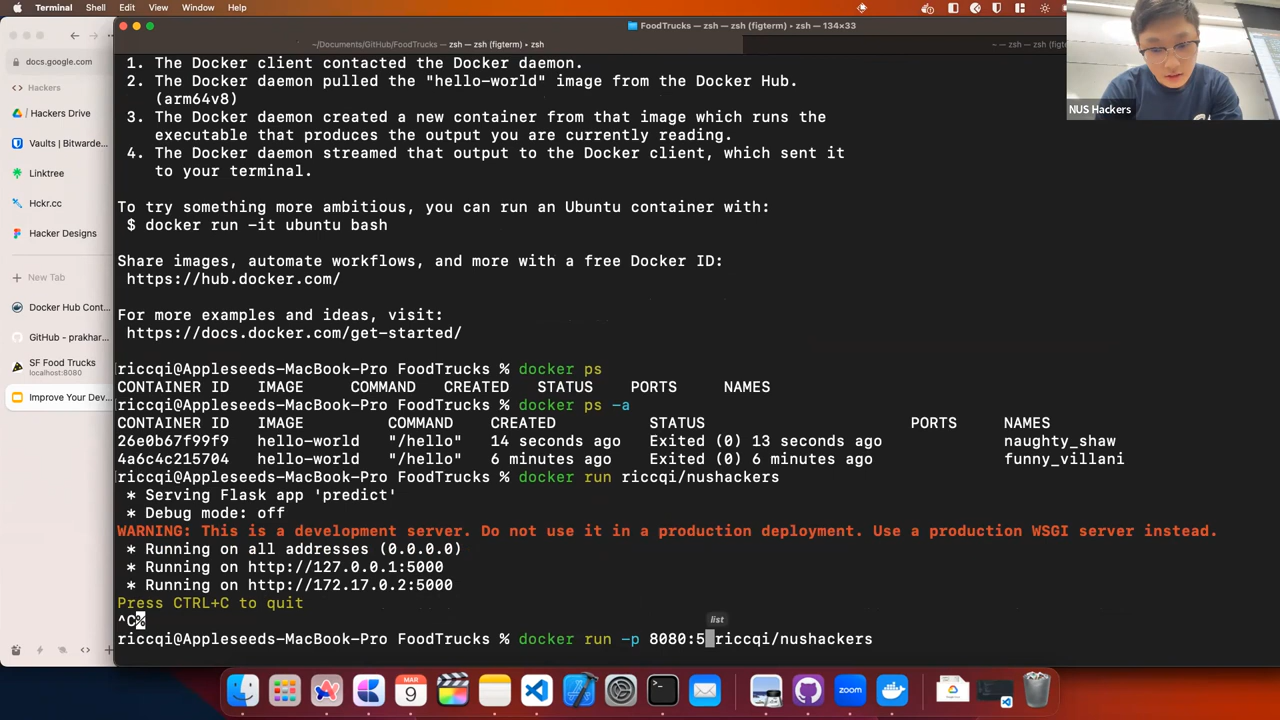 Terminal Shell Edit View Window Help
FoodTrucks — zsh — zsh (figterm) ▸ zsh — 134×33
~/Documents/GitHub/FoodTrucks — zsh — zsh (figterm) ▸ zsh
~ — zsh — zsh (figterm) ▸ zsh
docs.google.com
Hackers
/ Hackers Drive
Vaults | Bitwarde...
Linktree
Hckr.cc
Hacker Designs
New Tab
Docker Hub Cont...
GitHub - prakhar...
SF Food Trucks
localhost:8080
Improve Your Dev...
NUS Hackers
1. The Docker client contacted the Docker daemon.
2. The Docker daemon pulled the "hello-world" image from the Docker Hub.
(arm64v8)
3. The Docker daemon created a new container from that image which runs the
executable that produces the output you are currently reading.
4. The Docker daemon streamed that output to the Docker client, which sent it
to your terminal.
To try something more ambitious, you can run an Ubuntu container with:
$ docker run -it ubuntu bash
Share images, automate workflows, and more with a free Docker ID:
https://hub.docker.com/
For more examples and ideas, visit:
https://docs.docker.com/get-started/
riccqi@Appleseeds-MacBook-Pro FoodTrucks % docker ps
CONTAINER ID IMAGE COMMAND CREATED STATUS PORTS NAMES
riccqi@Appleseeds-MacBook-Pro FoodTrucks % docker ps -a
CONTAINER ID IMAGE COMMAND CREATED STATUS PORTS NAMES
26e0b67f99f9 hello-world "/hello" 14 seconds ago Exited (0) 13 seconds ago naughty_shaw
4a6c4c215704 hello-world "/hello" 6 minutes ago Exited (0) 6 minutes ago funny_villani
riccqi@Appleseeds-MacBook-Pro FoodTrucks % docker run riccqi/nushackers
* Serving Flask app 'predict'
* Debug mode: off
WARNING: This is a development server. Do not use it in a production deployment. Use a production WSGI server instead.
* Running on all addresses (0.0.0.0)
* Running on http://127.0.0.1:5000
* Running on http://172.17.0.2:5000
Press CTRL+C to quit
^C%
list
riccqi@Appleseeds-MacBook-Pro FoodTrucks % docker run -p 8080:5 riccqi/nushackers
MAR
9
zoom